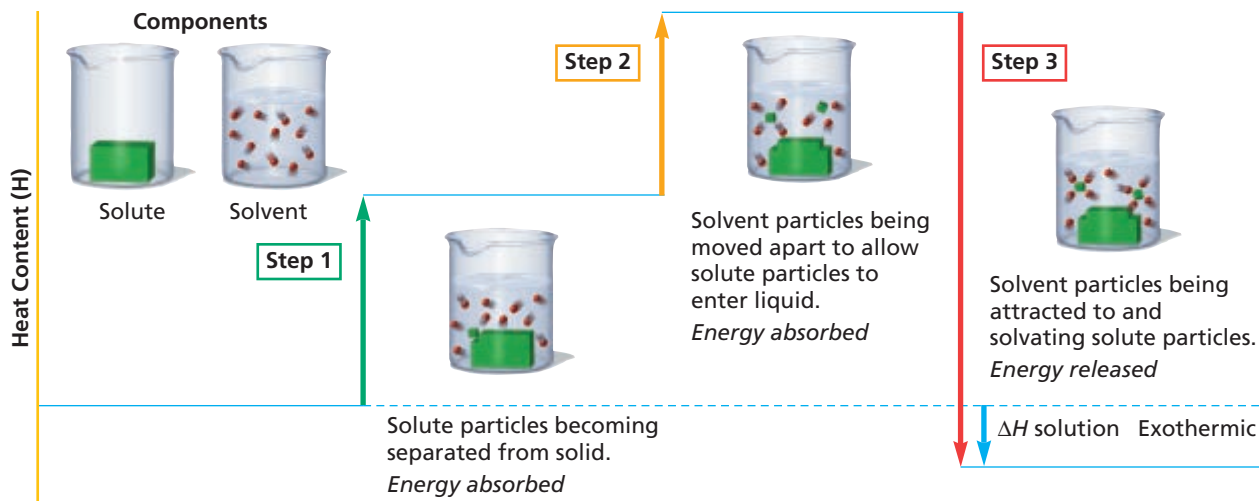 Components
Solute
Solvent
Heat Content (H)
Step 1
Solute particles becoming
separated from solid.
Energy absorbed
Step 2
Solvent particles being
moved apart to allow
solute particles to
enter liquid.
Energy absorbed
Step 3
Solvent particles being
attracted to and
solvating solute particles.
Energy released
ΔH solution Exothermic